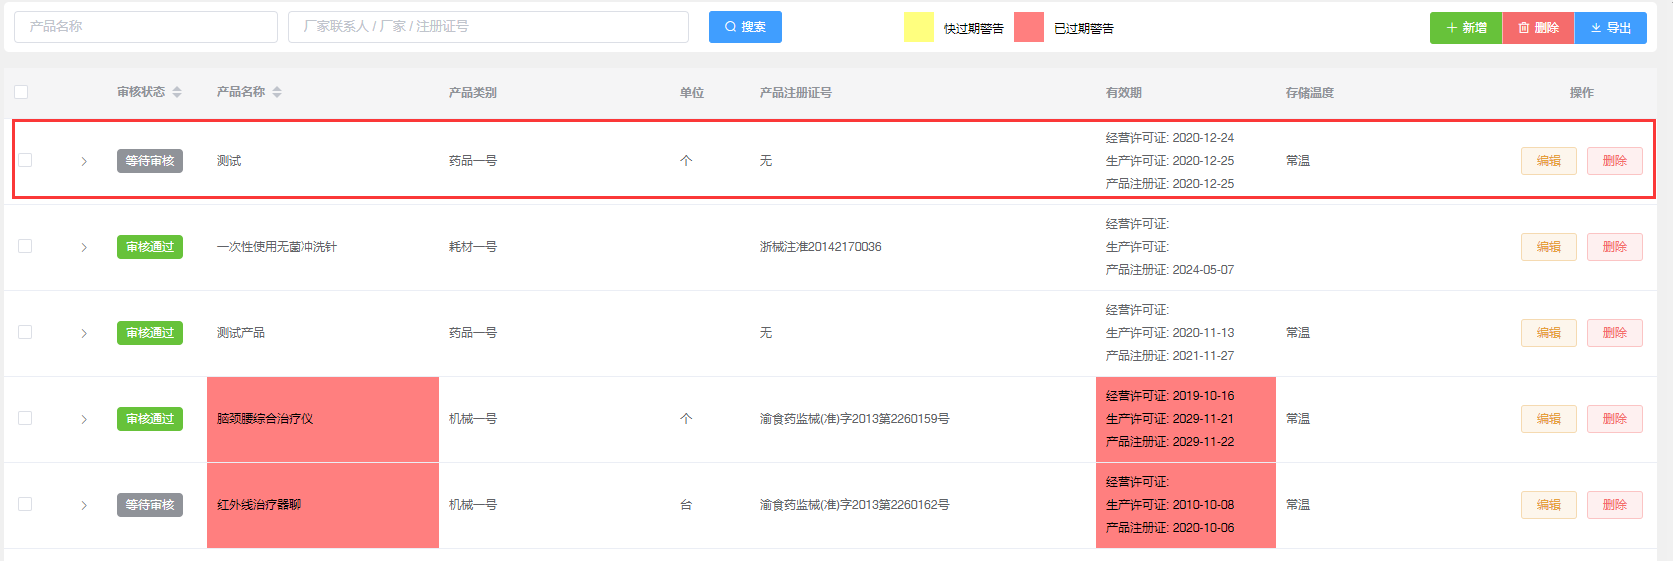 产品名称 厂家联系人 / 厂家 / 注册证号 搜索 快过期警告 已过期警告 新增 删除 导出
审核状态 产品名称 产品类别 单位 产品注册证号 有效期 存储温度 操作
经营许可证: 2020-12-24
等待审核 测试 药品一号 个 无 生产许可证: 2020-12-25 常温 编辑 删除
产品注册证: 2020-12-25
经营许可证:
审核通过 一次性使用无菌冲洗针 耗材一号 浙械注准20142170036 生产许可证: 编辑 删除
产品注册证: 2024-05-07
经营许可证:
审核通过 测试产品 药品一号 无 生产许可证: 2020-11-13 常温 编辑 删除
产品注册证: 2021-11-27
经营许可证: 2019-10-16
审核通过 脑颈腰综合治疗仪 机械一号 个 渝食药监械(准)字2013第2260159号 生产许可证: 2029-11-21 常温 编辑 删除
产品注册证: 2029-11-22
经营许可证:
等待审核 红外线治疗器聊 机械一号 台 渝食药监械(准)字2013第2260162号 生产许可证: 2010-10-08 常温 编辑 删除
产品注册证: 2020-10-06